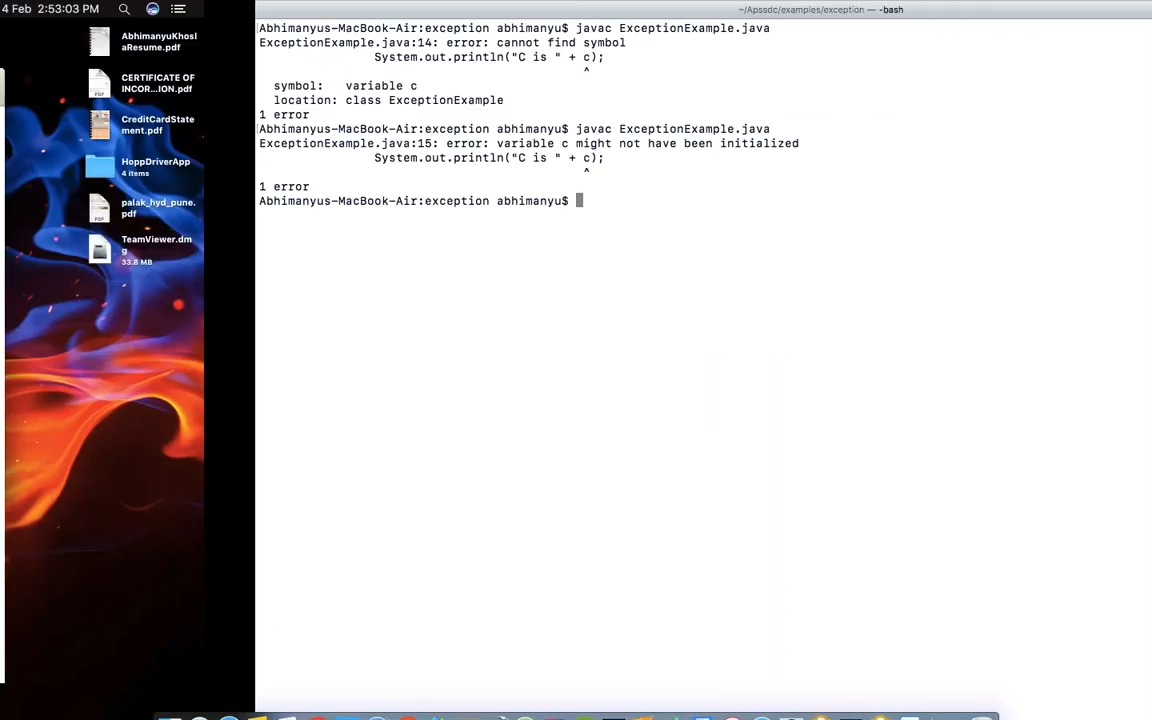 4 Feb 2:53:03 PM
AbhimanyuKhosl
aResume.pdf
CERTIFICATE OF
INCOR...ION.pdf
CreditCardState
ment.pdf
HoppDriverApp
4 items
palak_hyd_pune.
pdf
TeamViewer.dm
g
33.8 MB
~/Apssdc/examples/exception — -bash
Abhimanyus-MacBook-Air:exception abhimanyu$ javac ExceptionExample.java
ExceptionExample.java:14: error: cannot find symbol
System.out.println("C is " + c);
^
symbol:   variable c
location: class ExceptionExample
1 error
Abhimanyus-MacBook-Air:exception abhimanyu$ javac ExceptionExample.java
ExceptionExample.java:15: error: variable c might not have been initialized
System.out.println("C is " + c);
^
1 error
Abhimanyus-MacBook-Air:exception abhimanyu$